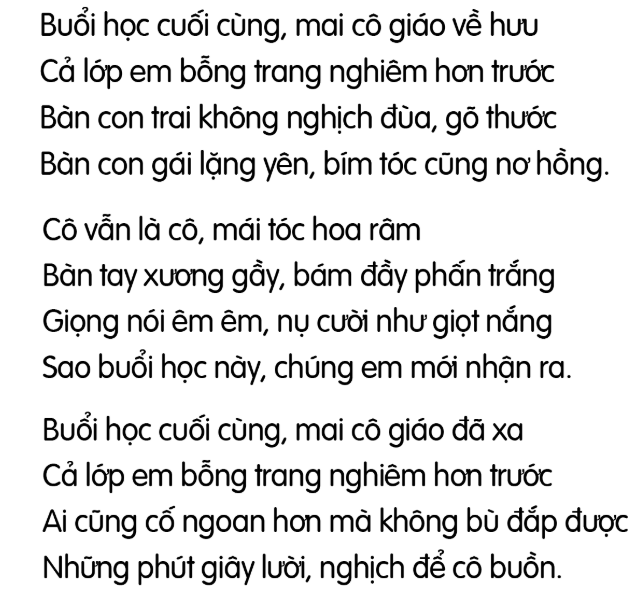 Buổi học cuối cùng, mai cô giáo về hưu
Cả lớp em bỗng trang nghiêm hơn trước
Bàn con trai không nghịch đùa, gõ thước
Bàn con gái lặng yên, bím tóc cũng nơ hồng.
Cô vẫn là cô, mái tóc hoa râm
Bàn tay xương gầy, bám đầy phấn trắng
Giọng nói êm êm, nụ cười như giọt nắng
Sao buổi học này, chúng em mới nhận ra.
Buổi học cuối cùng, mai cô giáo đã xa
Cả lớp em bỗng trang nghiêm hơn trước
Ai cũng cố ngoan hơn mà không bù đắp được
Những phút giây lười, nghịch để cô buồn.